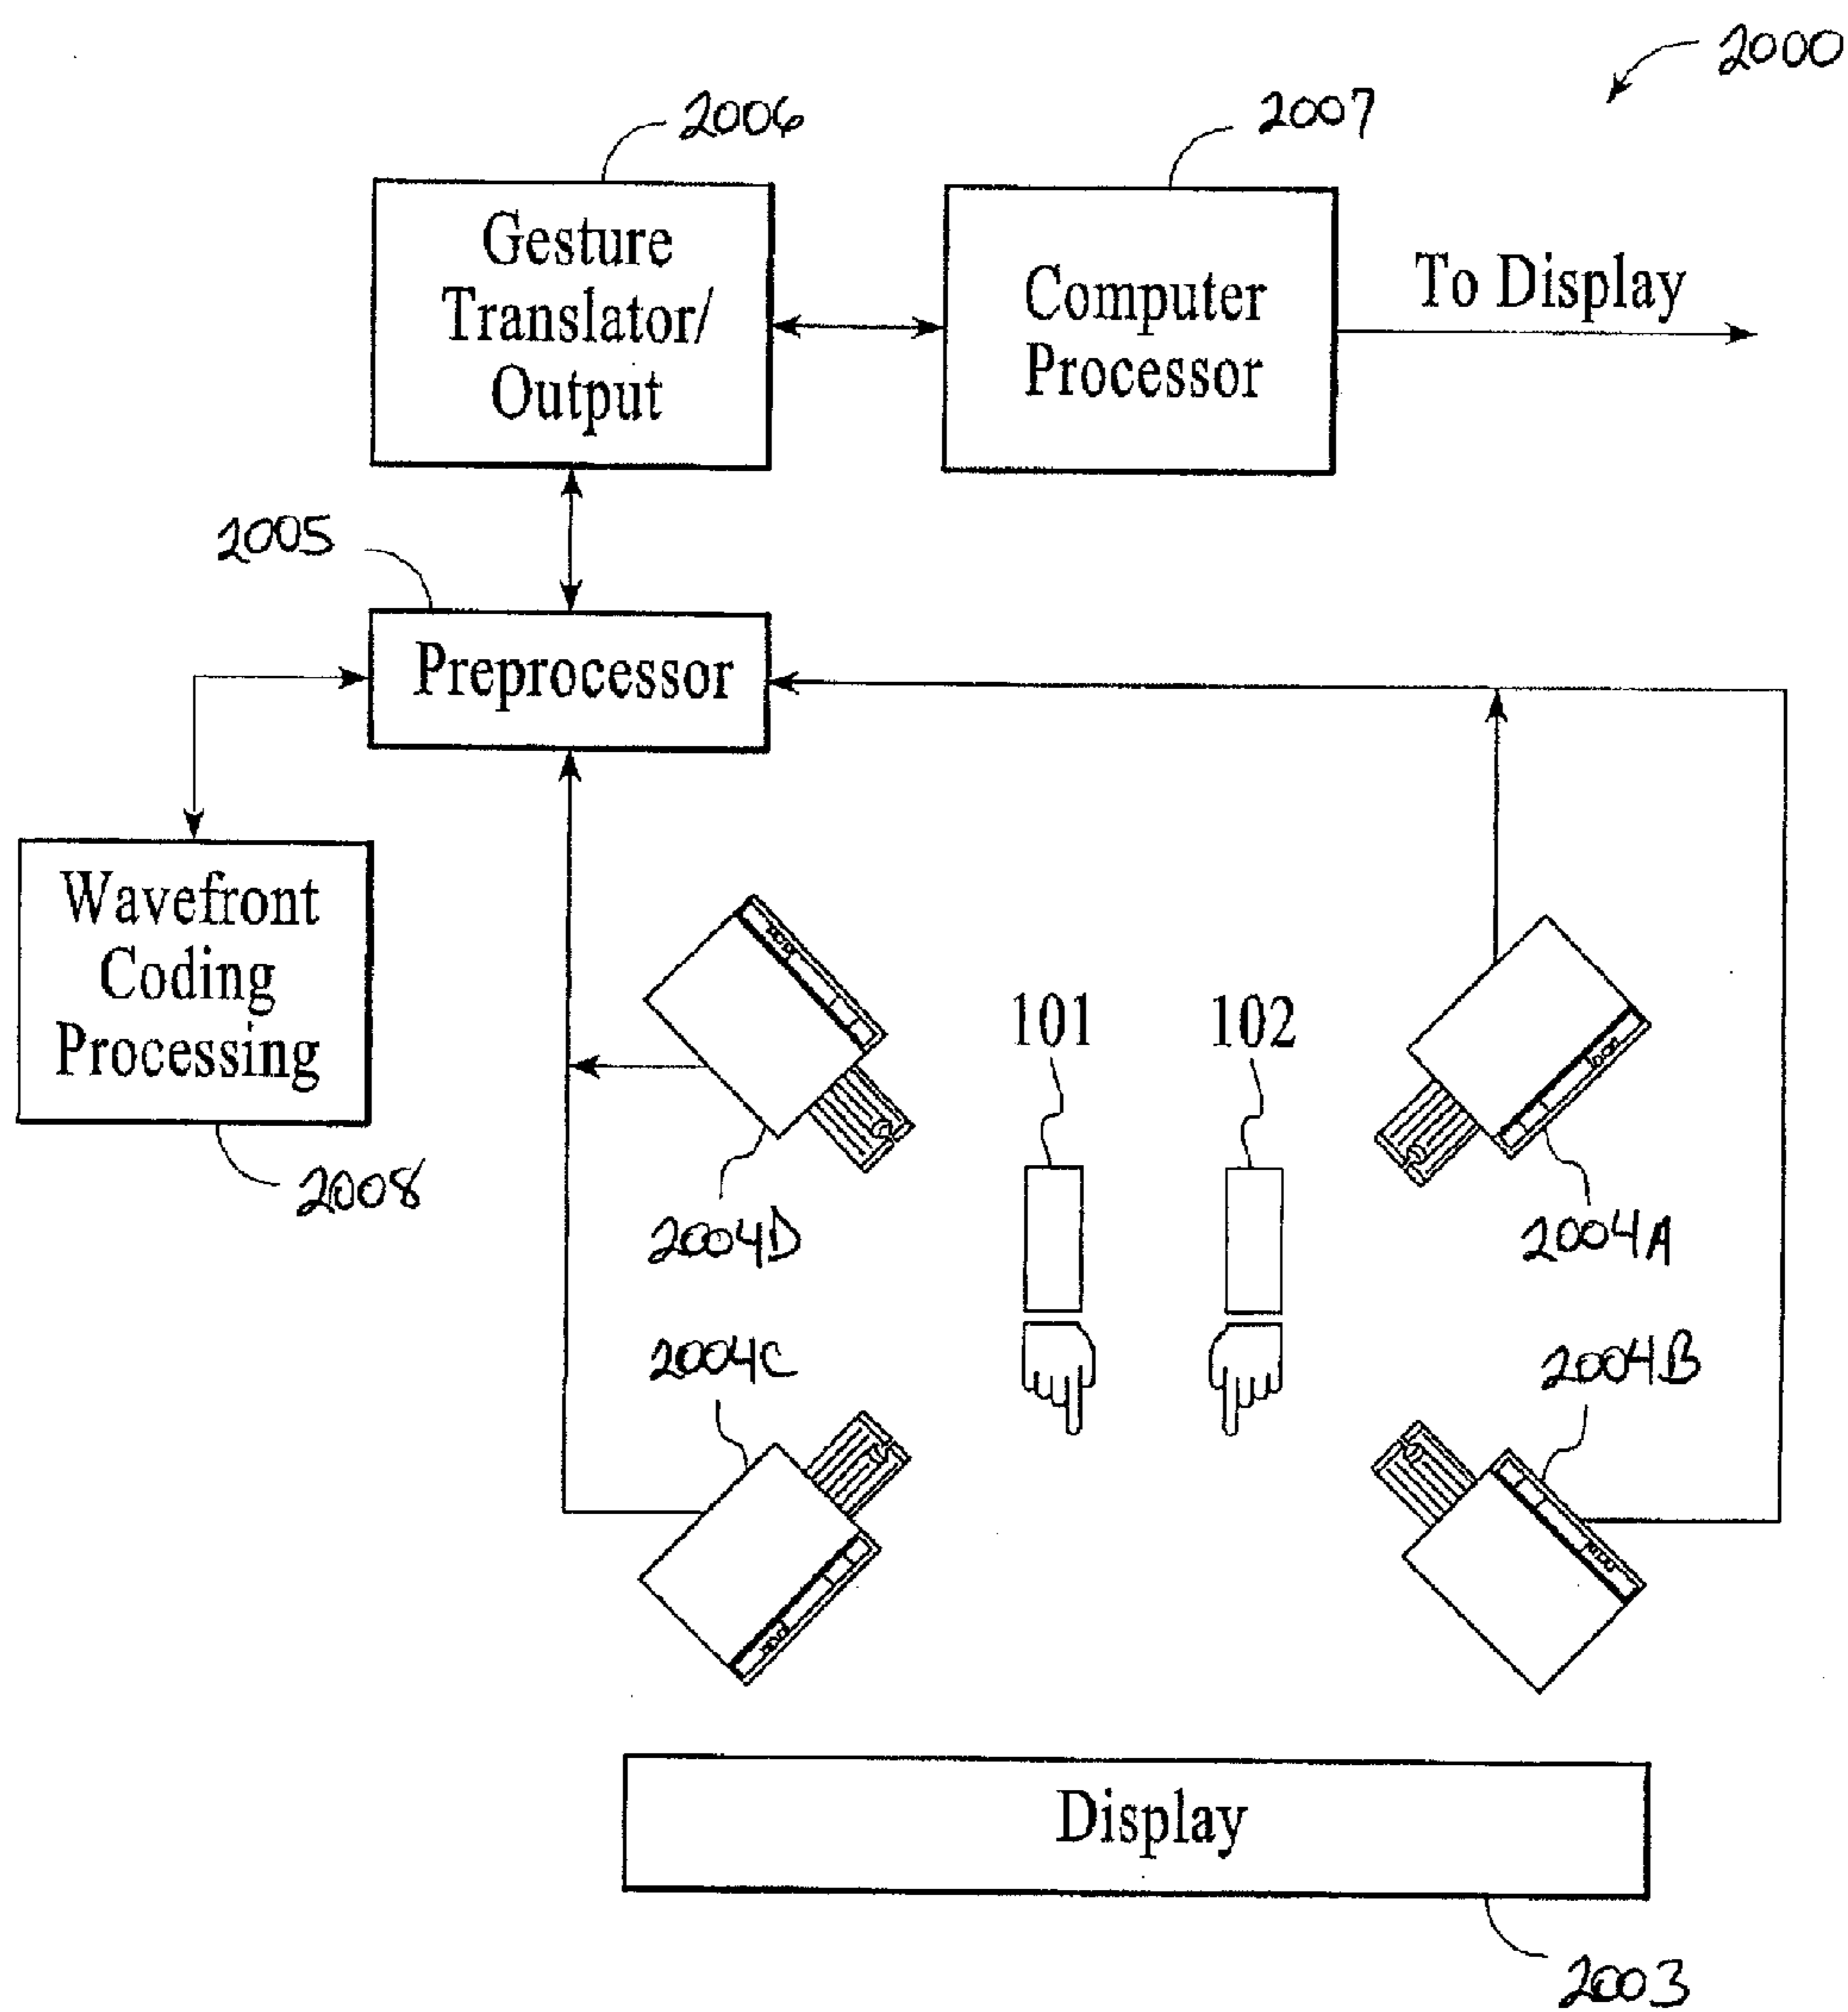 2000
2006
2007
Gesture
Translator/
Output
Computer
Processor
To Display
2005
Preprocessor
Wavefront
Coding
Processing
2008
101
102
2004D
2004A
2004C
2004B
Display
2003